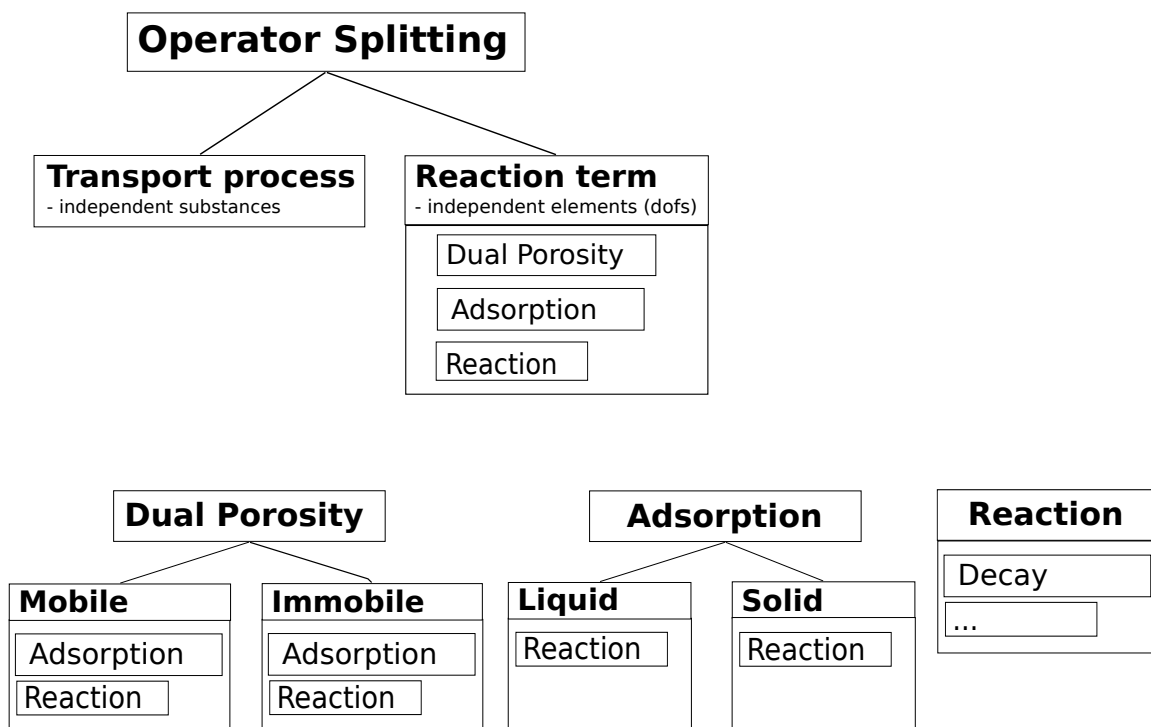 Operator Splitting
Transport process
- independent substances
Reaction term
- independent elements (dofs)
Dual Porosity
Adsorption
Reaction
Dual Porosity
Mobile
Adsorption
Reaction
Immobile
Adsorption
Reaction
Adsorption
Liquid
Reaction
Solid
Reaction
Reaction
Decay
...